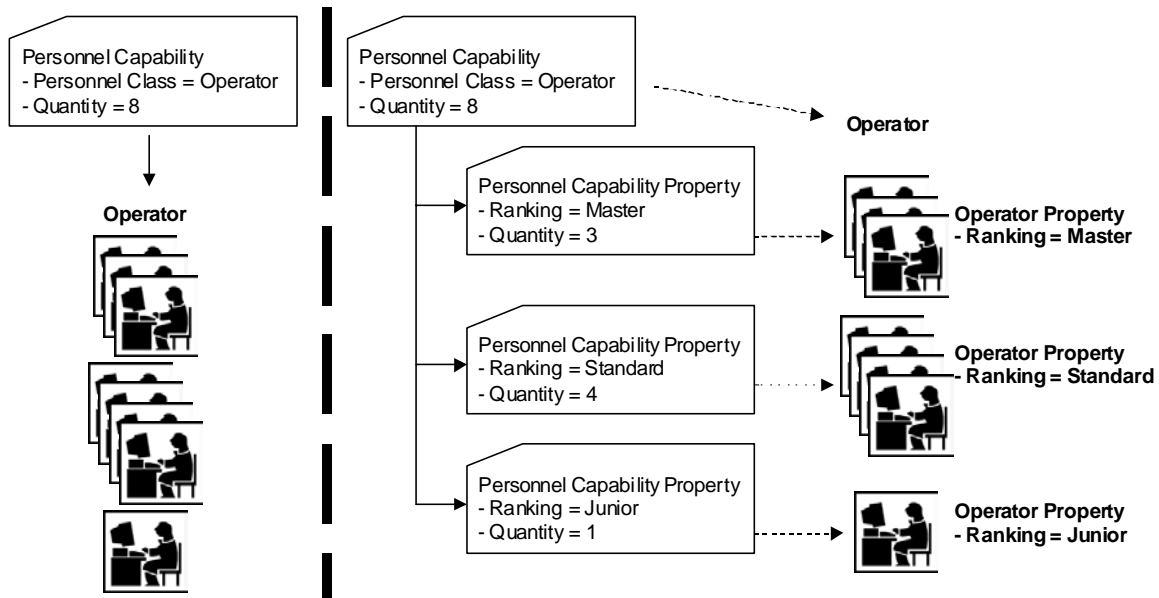 Personnel Capability
- Personnel Class = Operator
- Quantity = 8
Operator
Personnel Capability
- Personnel Class = Operator
- Quantity = 8
Operator
Personnel Capability Property
- Ranking = Master
- Quantity = 3
Operator Property
- Ranking = Master
Personnel Capability Property
- Ranking = Standard
- Quantity = 4
Operator Property
- Ranking = Standard
Personnel Capability Property
- Ranking = Junior
- Quantity = 1
Operator Property
- Ranking = Junior